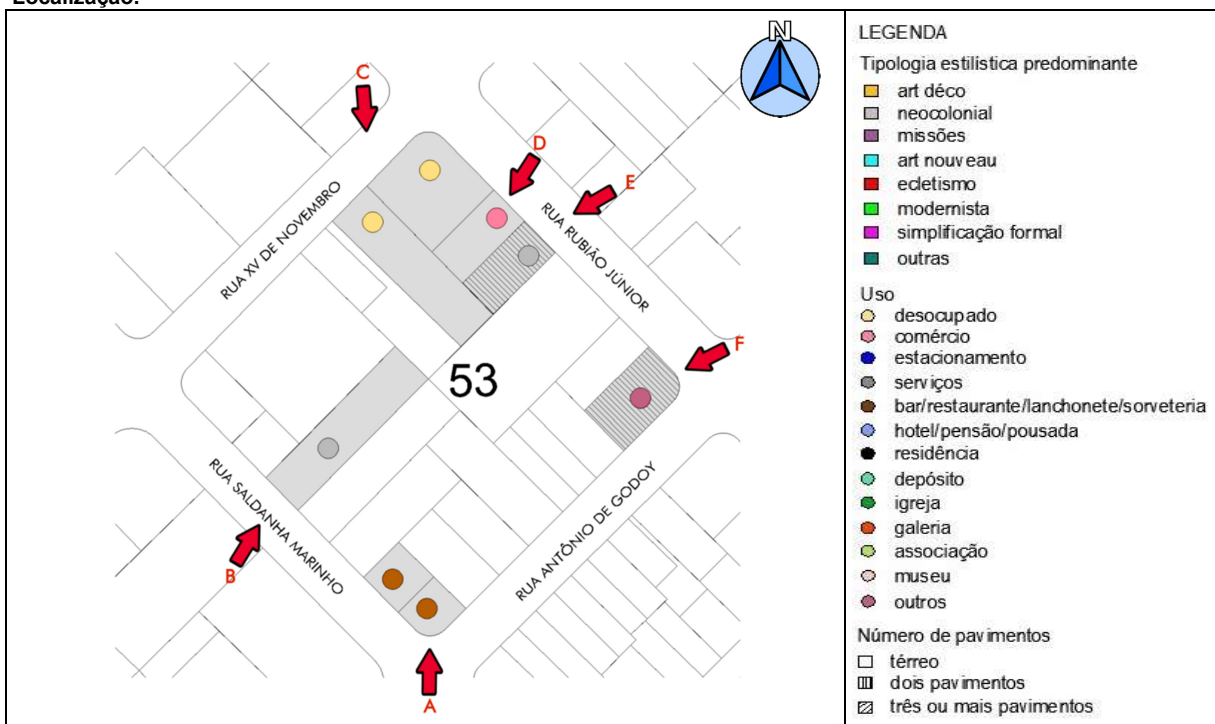 Localização:
N
C
D
E
RUA XV DE NOVEMBRO
RUA RUBIÃO JÚNIOR
F
53
RUA SALDANHA MARINHO
RUA ANTÔNIO DE GODOY
B
A
LEGENDA
Tipologia estilística predominante
art déco
neocolonial
missões
art nouveau
ecletismo
modernista
simplificação formal
outras
Uso
desocupado
comércio
estacionamento
serviços
bar/restaurante/lanchonete/sorveteria
hotel/pensão/pousada
residência
depósito
igreja
galeria
associação
museu
outros
Número de pavimentos
térreo
dois pavimentos
três ou mais pavimentos